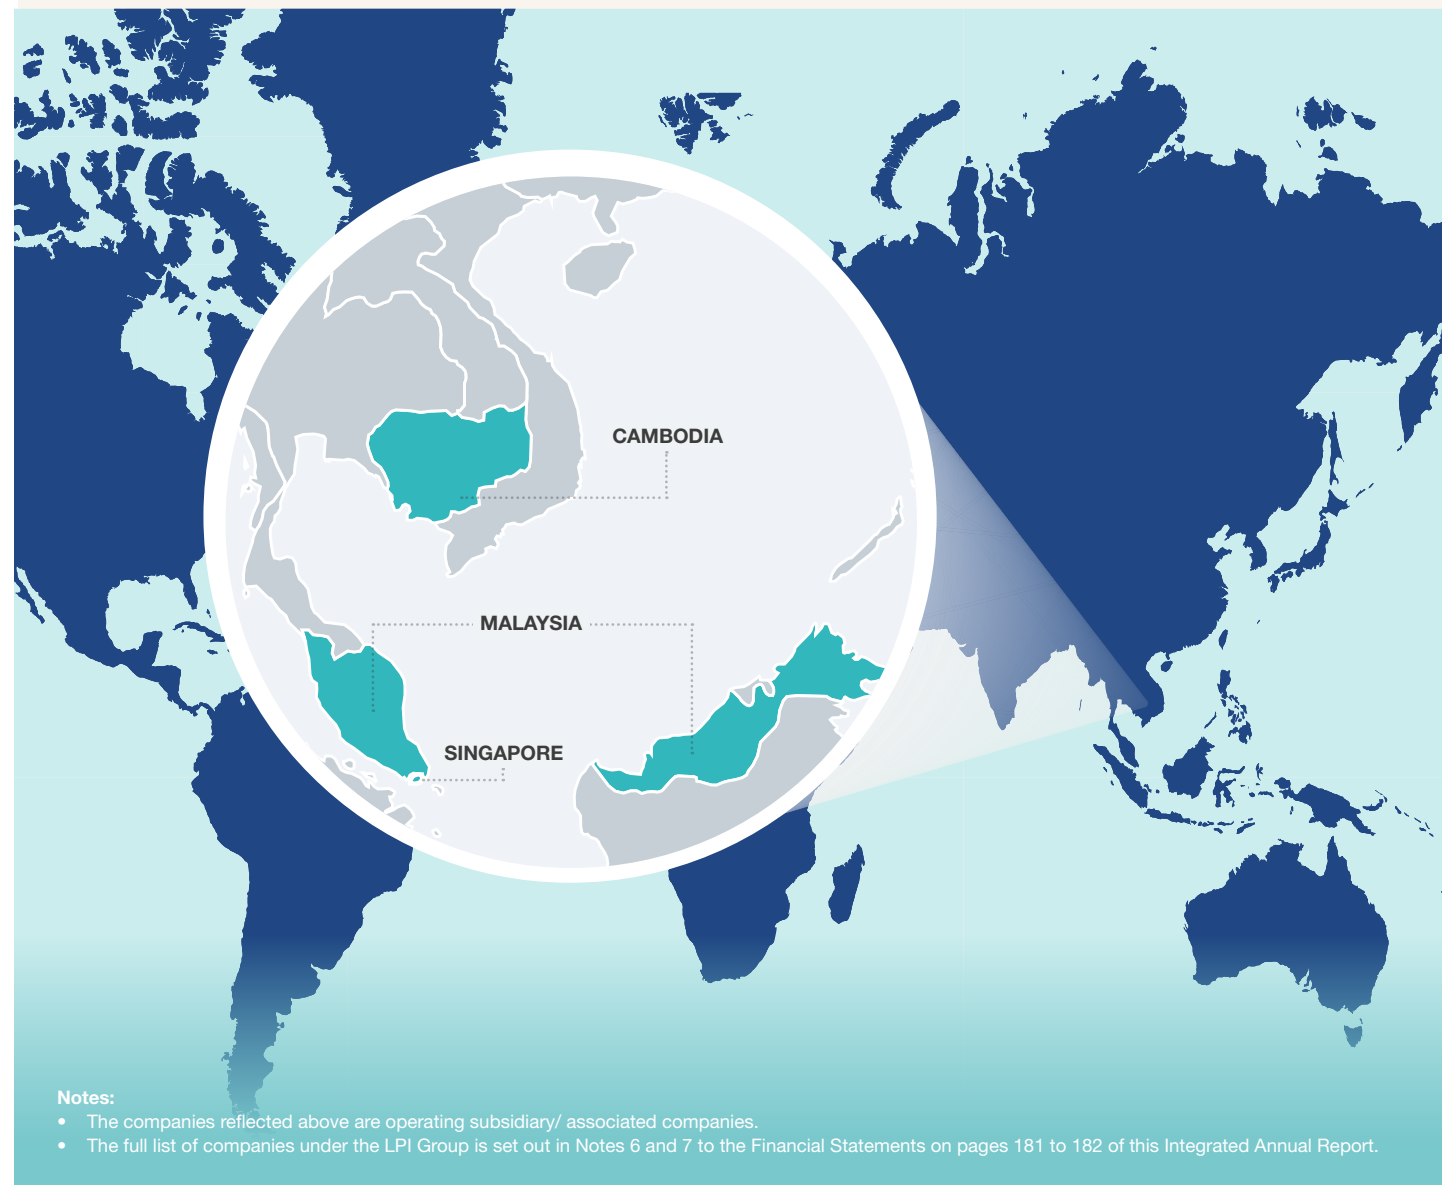 CAMBODIA
MALAYSIA
SINGAPORE
Notes:
• The companies reflected above are operating subsidiary/ associated companies.
• The full list of companies under the LPI Group is set out in Notes 6 and 7 to the Financial Statements on pages 181 to 182 of this Integrated Annual Report.